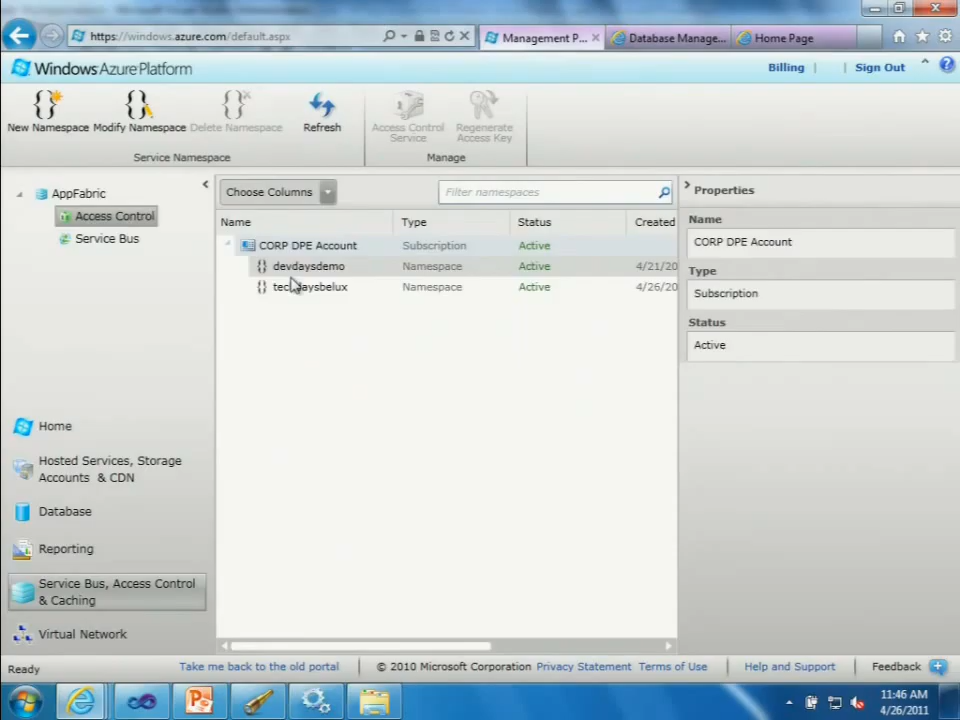 https://windows.azure.com/default.aspx
Management P...
Database Manage...
Home Page
Windows Azure Platform
Billing
Sign Out
New Namespace
Modify Namespace
Delete Namespace
Refresh
Access Control
Service
Regenerate
Access Key
Service Namespace
Manage
AppFabric
Access Control
Service Bus
Choose Columns
Filter namespaces
Name Type Status Created
CORP DPE Account Subscription Active
{} devdaysdemo Namespace Active 4/21/20
{} techdaysbelux Namespace Active 4/26/20
Properties
Name
CORP DPE Account
Type
Subscription
Status
Active
Home
Hosted Services, Storage
Accounts & CDN
Database
Reporting
Service Bus, Access Control
& Caching
Virtual Network
Ready
Take me back to the old portal
© 2010 Microsoft Corporation Privacy Statement Terms of Use
Help and Support
Feedback
11:46 AM
4/26/2011